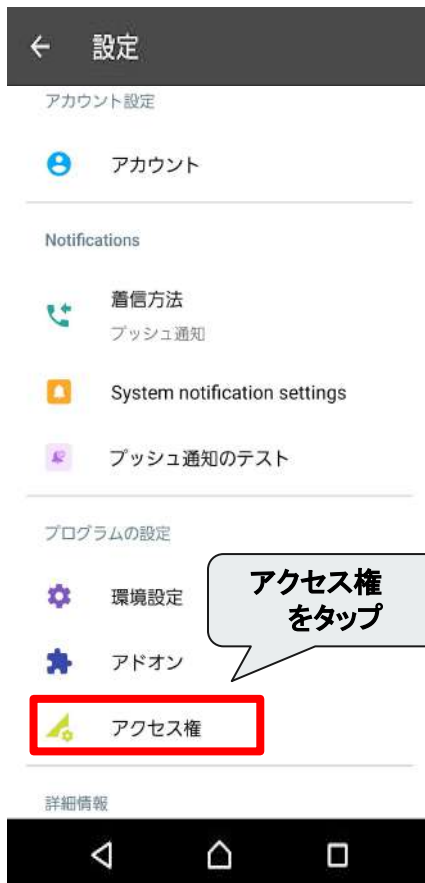 設定
アカウント設定
アカウント
Notifications
着信方法
プッシュ通知
System notification settings
プッシュ通知のテスト
プログラムの設定
環境設定
アクセス権
をタップ
アドオン
アクセス権
詳細情報